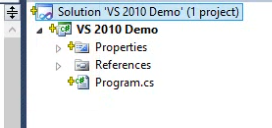 Solution 'VS 2010 Demo' (1 project)
VS 2010 Demo
Properties
References
Program.cs